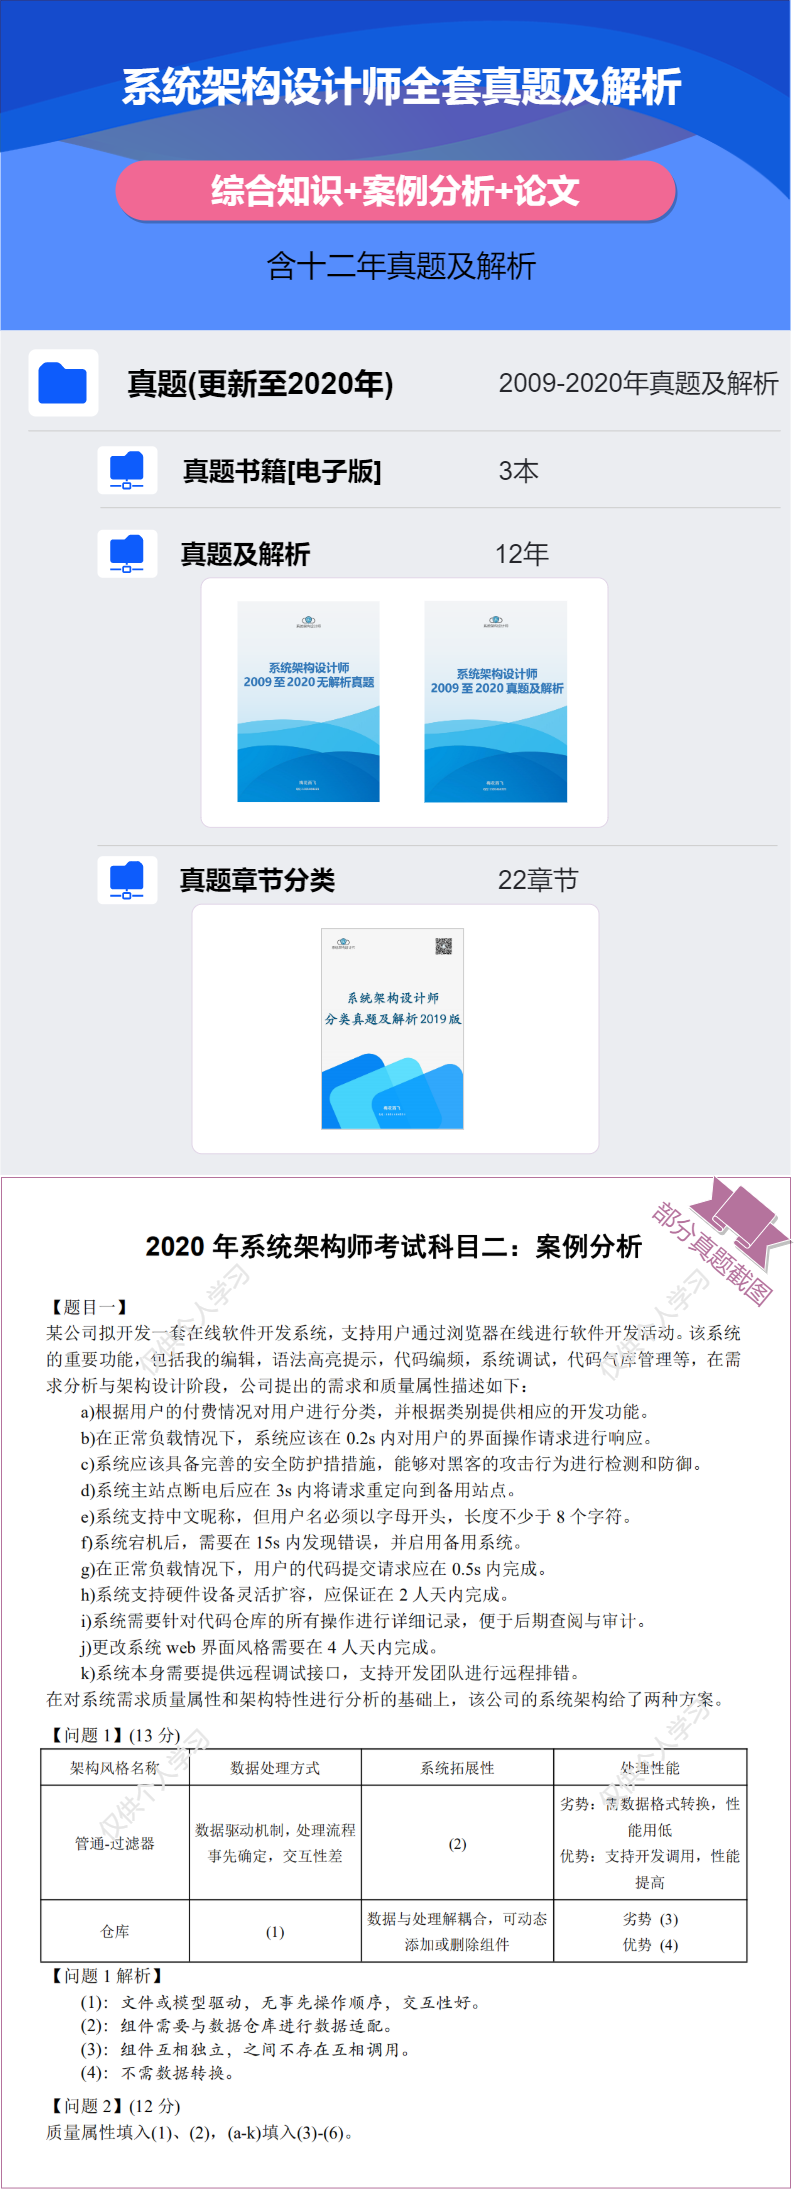 系统架构设计师全套真题及解析
综合知识+案例分析+论文
含十二年真题及解析
真题(更新至2020年) 2009-2020年真题及解析
真题书籍[电子版] 3本
真题及解析 12年
系统架构设计师
2009 至 2020 无解析真题
系统架构设计师
2009 至 2020 真题及解析
真题章节分类 22章节
系统架构设计师
分类真题及解析 2019 版
部分真题截图
2020 年系统架构师考试科目二：案例分析
仅供个人学习
仅供个人学习
【题目一】
某公司拟开发一套在线软件开发系统，支持用户通过浏览器在线进行软件开发活动。该系统
的重要功能，包括我的编辑，语法高亮提示，代码编频，系统调试，代码仓库管理等，在需
求分析与架构设计阶段，公司提出的需求和质量属性描述如下：
a)根据用户的付费情况对用户进行分类，并根据类别提供相应的开发功能。
b)在正常负载情况下，系统应该在 0.2s 内对用户的界面操作请求进行响应。
c)系统应该具备完善的安全防护措措施，能够对黑客的攻击行为进行检测和防御。
d)系统主站点断电后应在 3s 内将请求重定向到备用站点。
e)系统支持中文昵称，但用户名必须以字母开头，长度不少于 8 个字符。
f)系统宕机后，需要在 15s 内发现错误，并启用备用系统。
g)在正常负载情况下，用户的代码提交请求应在 0.5s 内完成。
h)系统支持硬件设备灵活扩容，应保证在 2 人天内完成。
i)系统需要针对代码仓库的所有操作进行详细记录，便于后期查阅与审计。
j)更改系统 web 界面风格需要在 4 人天内完成。
k)系统本身需要提供远程调试接口，支持开发团队进行远程排错。
在对系统需求质量属性和架构特性进行分析的基础上，该公司的系统架构给了两种方案。
【问题 1】(13 分)
仅供个人学习
仅供个人学习
架构风格名称 数据处理方式 系统拓展性 处理性能
管通-过滤器
数据驱动机制，处理流程
事先确定，交互性差
(2)
劣势：需数据格式转换，性
能用低
优势：支持开发调用，性能
提高
仓库
(1)
数据与处理解耦合，可动态
添加或删除组件
劣势 (3)
优势 (4)
【问题 1 解析】
(1)：文件或模型驱动，无事先操作顺序，交互性好。
(2)：组件需要与数据仓库进行数据适配。
(3)：组件互相独立，之间不存在互相调用。
(4)：不需数据转换。
【问题 2】(12 分)
质量属性填入(1)、(2)，(a-k)填入(3)-(6)。